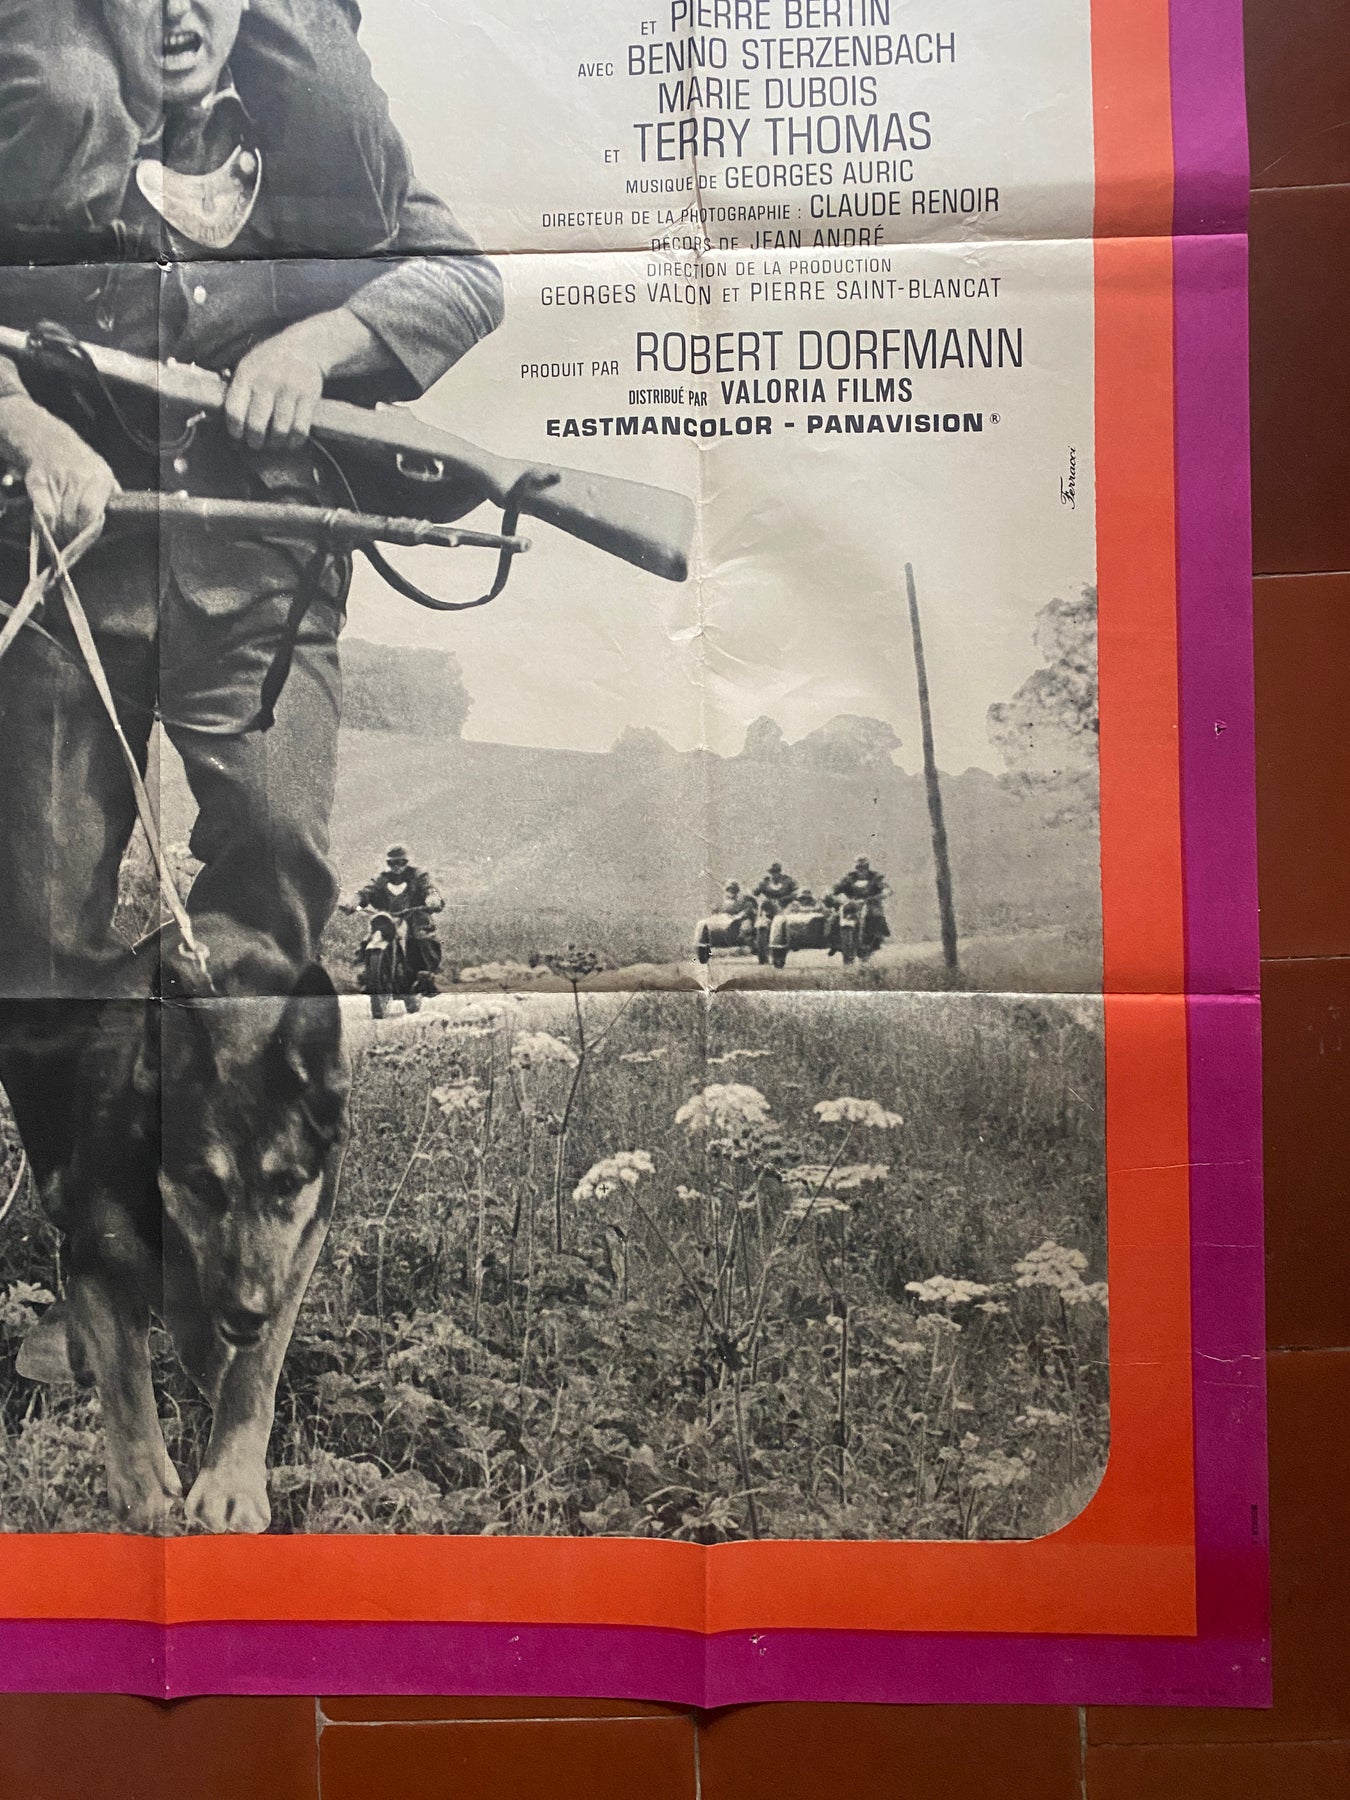 ET PIERRE BERTIN
AVEC BENNO STERZENBACH
MARIE DUBOIS
ET TERRY THOMAS
MUSIQUE DE GEORGES AURIC
DIRECTEUR DE LA PHOTOGRAPHIE : CLAUDE RENOIR
DÉCORS DE JEAN ANDRÉ
DIRECTION DE LA PRODUCTION
GEORGES VALON ET PIERRE SAINT-BLANCAT
PRODUIT PAR ROBERT DORFMANN
DISTRIBUÉ PAR VALORIA FILMS
EASTMANCOLOR - PANAVISION ®
Ferracci